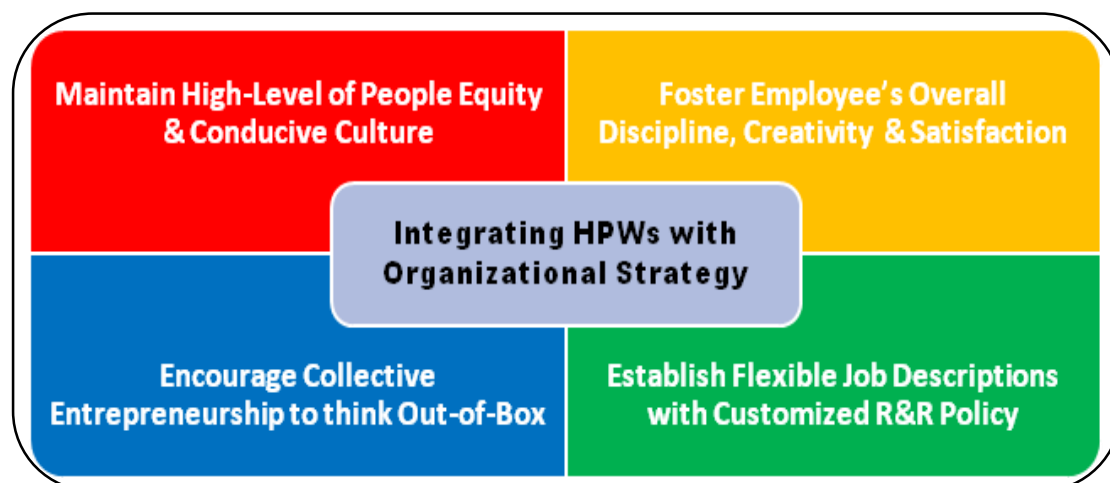 Maintain High-Level of People Equity
& Conducive Culture
Foster Employee's Overall
Discipline, Creativity & Satisfaction
Integrating HPWs with
Organizational Strategy
Encourage Collective
Entrepreneurship to think Out-of-Box
Establish Flexible Job Descriptions
with Customized R&R Policy